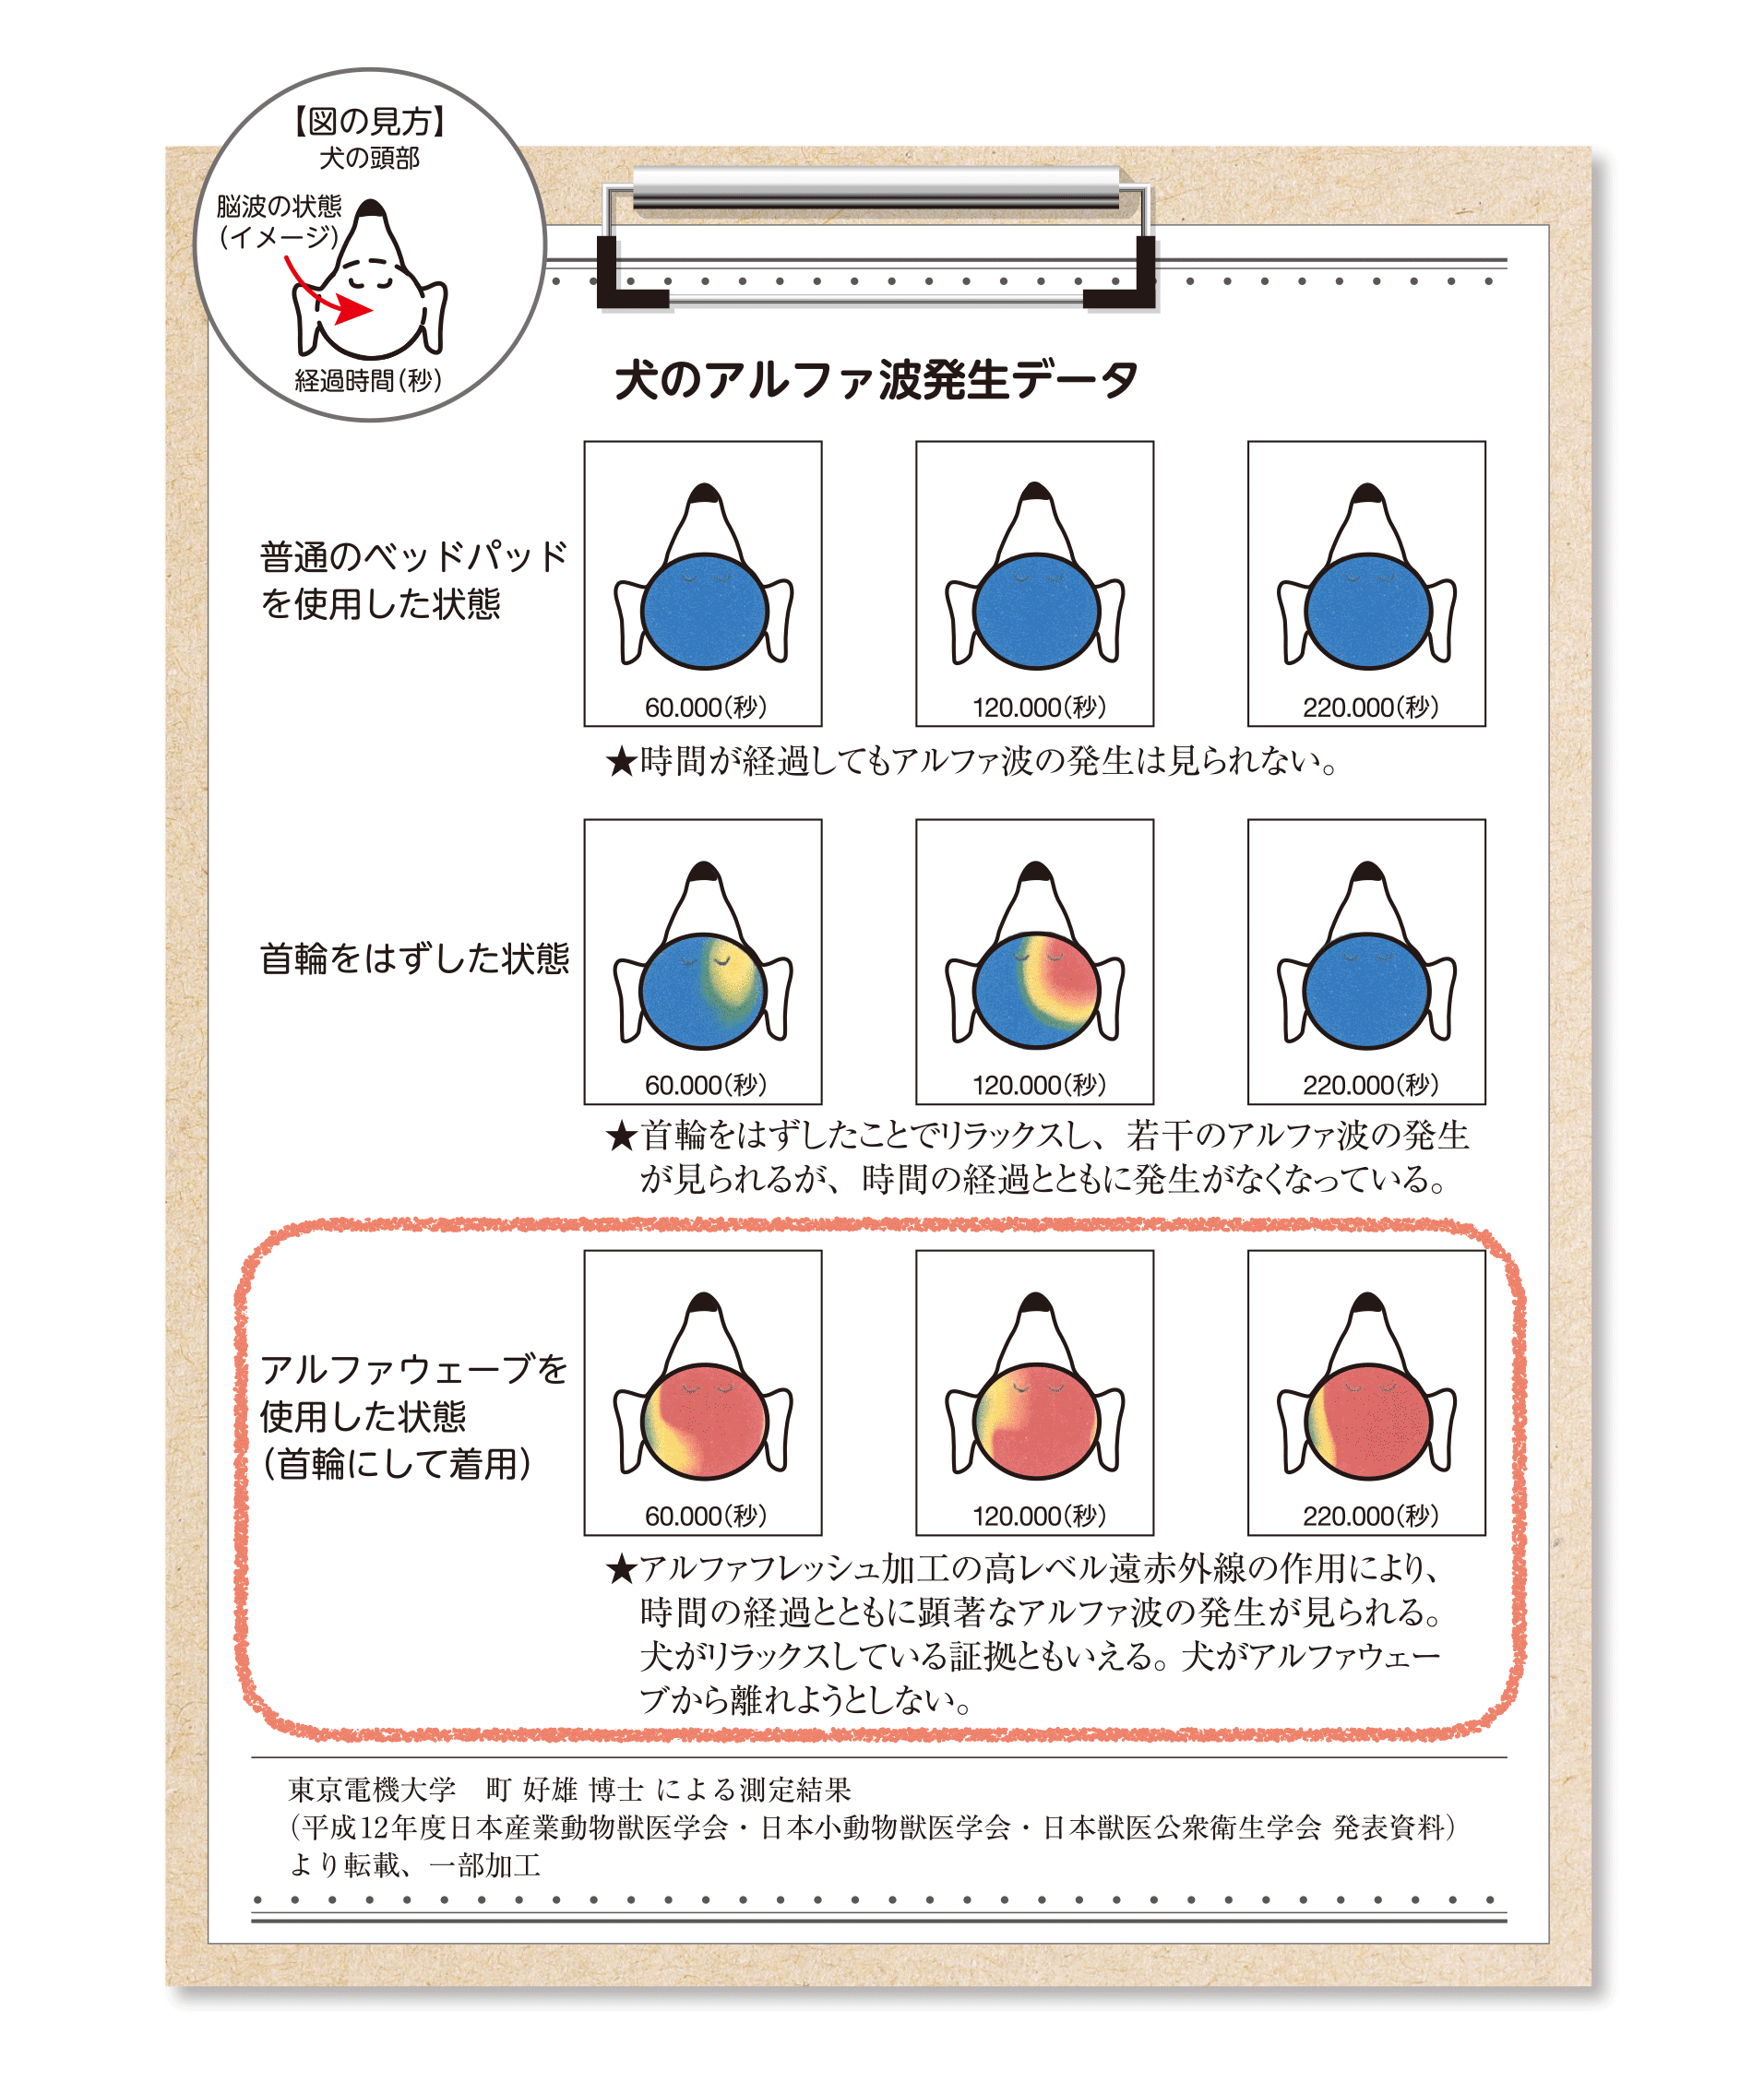 【図の見方】
犬の頭部
脳波の状態
（イメージ）
経過時間（秒）
犬のアルファ波発生データ
普通のベッドパッド
を使用した状態
60.000（秒）
120.000（秒）
220.000（秒）
★時間が経過してもアルファ波の発生は見られない。
首輪をはずした状態
60.000（秒）
120.000（秒）
220.000（秒）
★首輪をはずしたことでリラックスし、若干のアルファ波の発生
が見られるが、時間の経過とともに発生がなくなっている。
アルファウェーブを
使用した状態
（首輪にして着用）
60.000（秒）
120.000（秒）
220.000（秒）
★アルファフレッシュ加工の高レベル遠赤外線の作用により、
時間の経過とともに顕著なアルファ波の発生が見られる。
犬がリラックスしている証拠ともいえる。犬がアルファウェー
ブから離れようとしない。
東京電機大学　町 好雄 博士 による測定結果
（平成12年度日本産業動物獣医学会・日本小動物獣医学会・日本獣医公衆衛生学会 発表資料）
より転載、一部加工